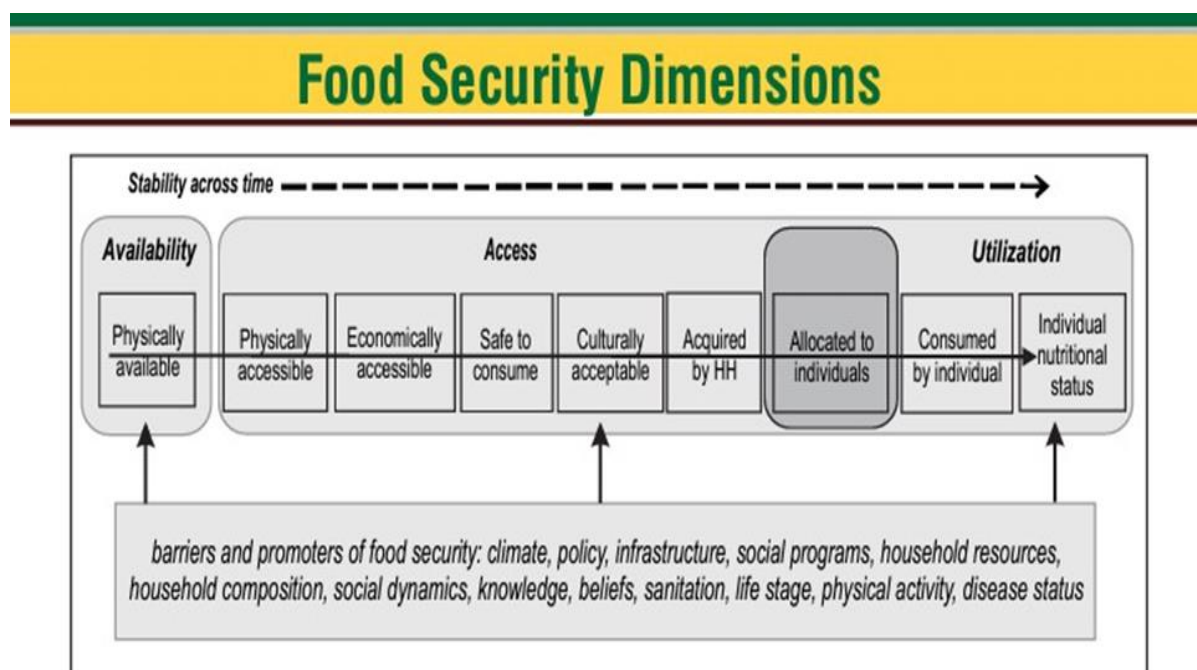 Food Security Dimensions
Stability across time
Availability
Access
Utilization
Physically
available
Physically
accessible
Economically
accessible
Safe to
consume
Culturally
acceptable
Acquired
by HH
Allocated to
individuals
Consumed
by individual
Individual
nutritional
status
barriers and promoters of food security: climate, policy, infrastructure, social programs, household resources,
household composition, social dynamics, knowledge, beliefs, sanitation, life stage, physical activity, disease status